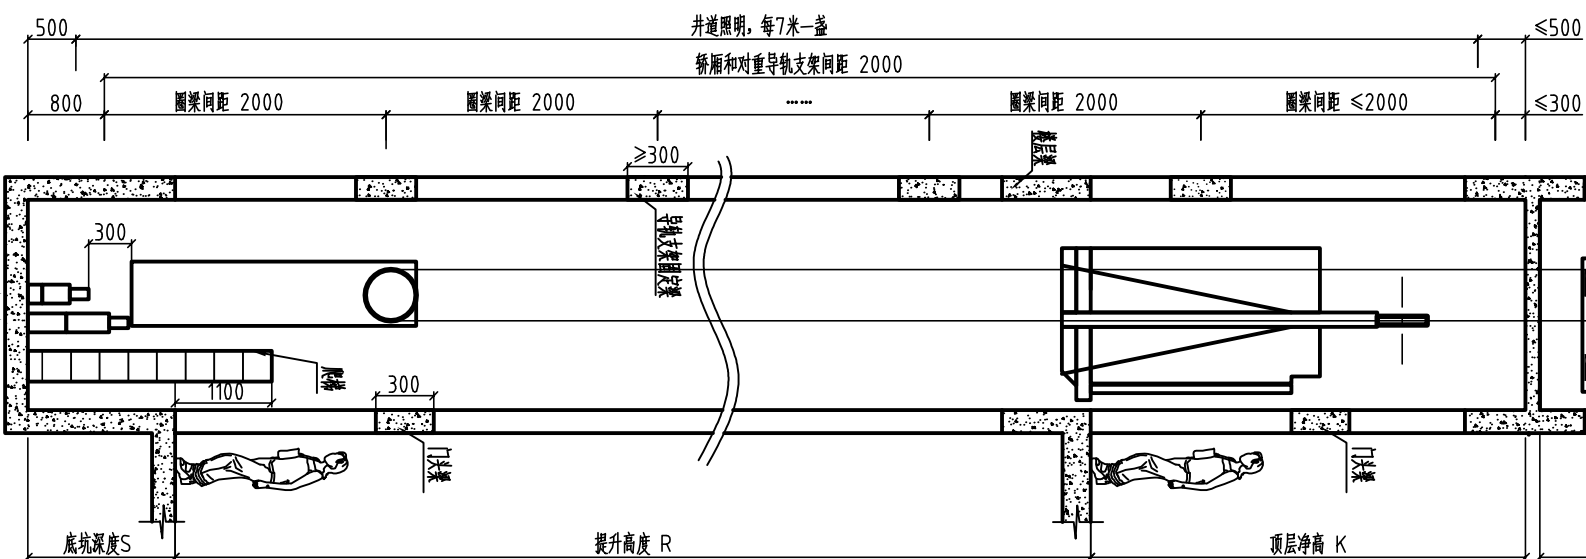 500
井道照明，每7米一盏
≤500
轿厢和对重导轨支架间距 2000
800
圈梁间距 2000
圈梁间距 2000
……
圈梁间距 2000
圈梁间距 ≤2000
≤300
≥300
楼层梁
导轨支架固定梁
300
爬梯
1100
300
门头梁
门头梁
底坑深度S
提升高度 R
顶层净高 K